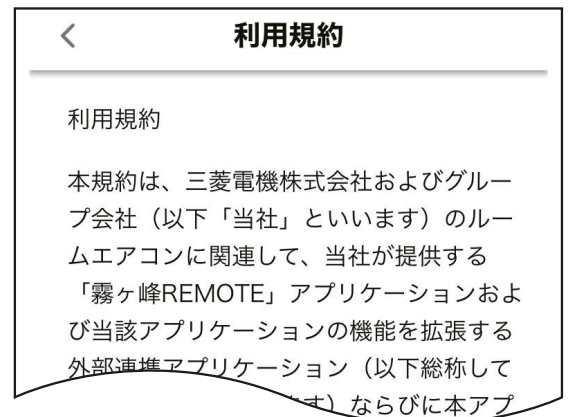 利用規約
利用規約
本規約は、三菱電機株式会社およびグルー
プ会社（以下「当社」といいます）のルー
ムエアコンに関連して、当社が提供する
「霧ヶ峰REMOTE」アプリケーションおよ
び当該アプリケーションの機能を拡張する
外部連携アプリケーション（以下総称して
す）ならびに本アプ